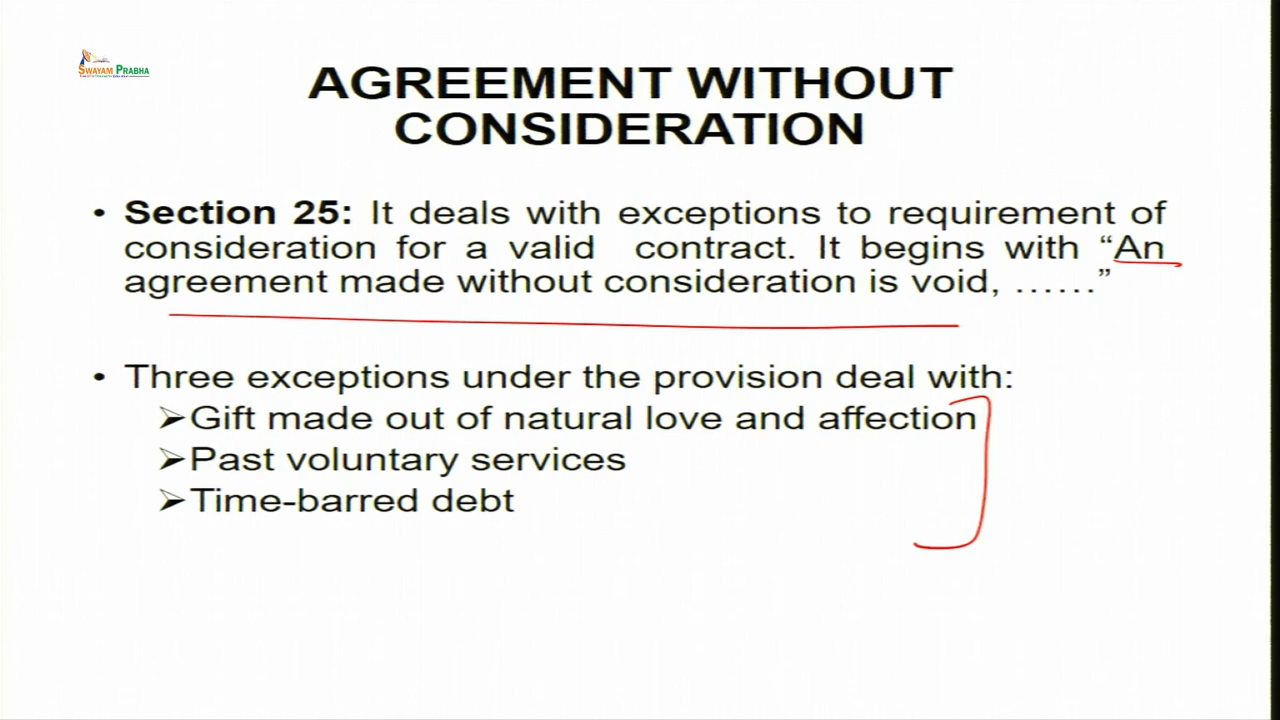 SWAYAM PRABHA
AGREEMENT WITHOUT
CONSIDERATION
• Section 25: It deals with exceptions to requirement of
consideration for a valid contract. It begins with “An
agreement made without consideration is void, ……”
• Three exceptions under the provision deal with:
➢Gift made out of natural love and affection
➢Past voluntary services
➢Time-barred debt